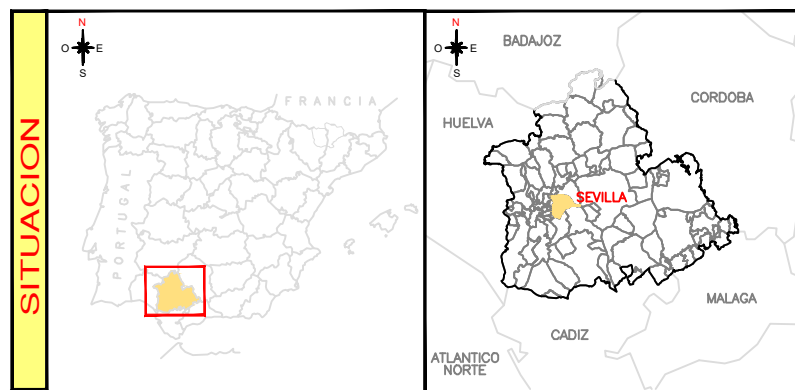 SITUACION
N
O E
S
FRANCIA
PORTUGAL
N
O E
S
BADAJOZ
CORDOBA
HUELVA
SEVILLA
MALAGA
CADIZ
ATLANTICO
NORTE